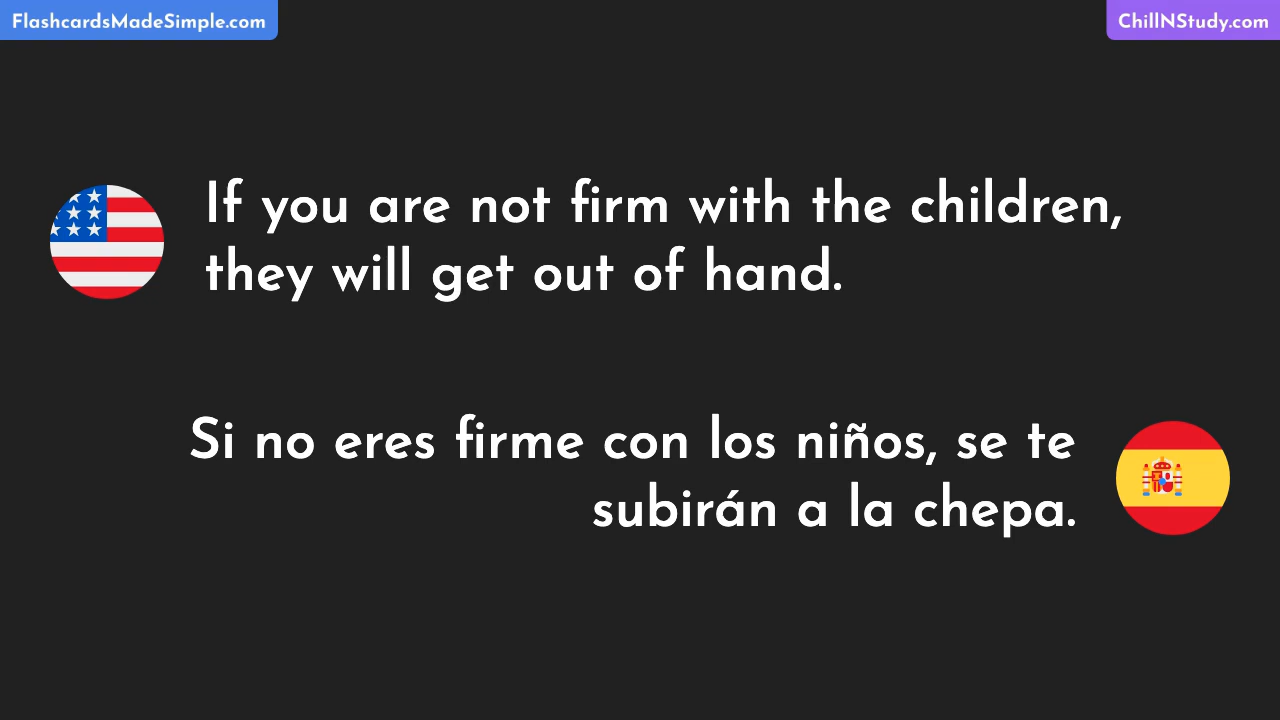 FlashcardsMadeSimple.com
ChillNStudy.com
If you are not firm with the children,
they will get out of hand.
Si no eres firme con los niños, se te
subirán a la chepa.